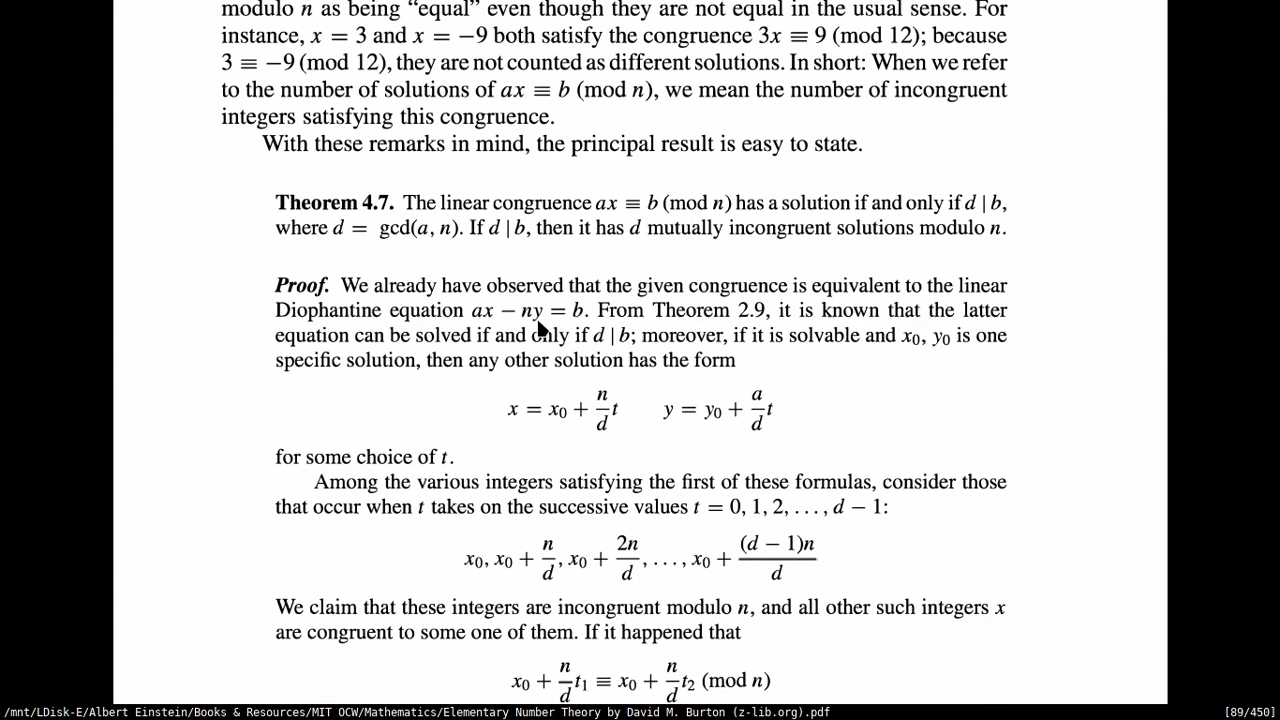 modulo n as being “equal” even though they are not equal in the usual sense. For
instance, x = 3 and x = −9 both satisfy the congruence 3x ≡ 9 (mod 12); because
3 ≡ −9 (mod 12), they are not counted as different solutions. In short: When we refer
to the number of solutions of ax ≡ b (mod n), we mean the number of incongruent
integers satisfying this congruence.
With these remarks in mind, the principal result is easy to state.
Theorem 4.7. The linear congruence ax ≡ b (mod n) has a solution if and only if d | b,
where d = gcd(a, n). If d | b, then it has d mutually incongruent solutions modulo n.
Proof. We already have observed that the given congruence is equivalent to the linear
Diophantine equation ax − ny = b. From Theorem 2.9, it is known that the latter
equation can be solved if and only if d | b; moreover, if it is solvable and x₀, y₀ is one
specific solution, then any other solution has the form
x = x₀ + n/d t y = y₀ + a/d t
for some choice of t.
Among the various integers satisfying the first of these formulas, consider those
that occur when t takes on the successive values t = 0, 1, 2, . . . , d − 1:
x₀, x₀ + n/d, x₀ + 2n/d, . . . , x₀ + (d − 1)n/d
We claim that these integers are incongruent modulo n, and all other such integers x
are congruent to some one of them. If it happened that
x₀ + n/d t₁ ≡ x₀ + n/d t₂ (mod n)
/mnt/LDisk-E/Albert Einstein/Books & Resources/MIT OCW/Mathematics/Elementary Number Theory by David M. Burton (z-lib.org).pdf [89/450]